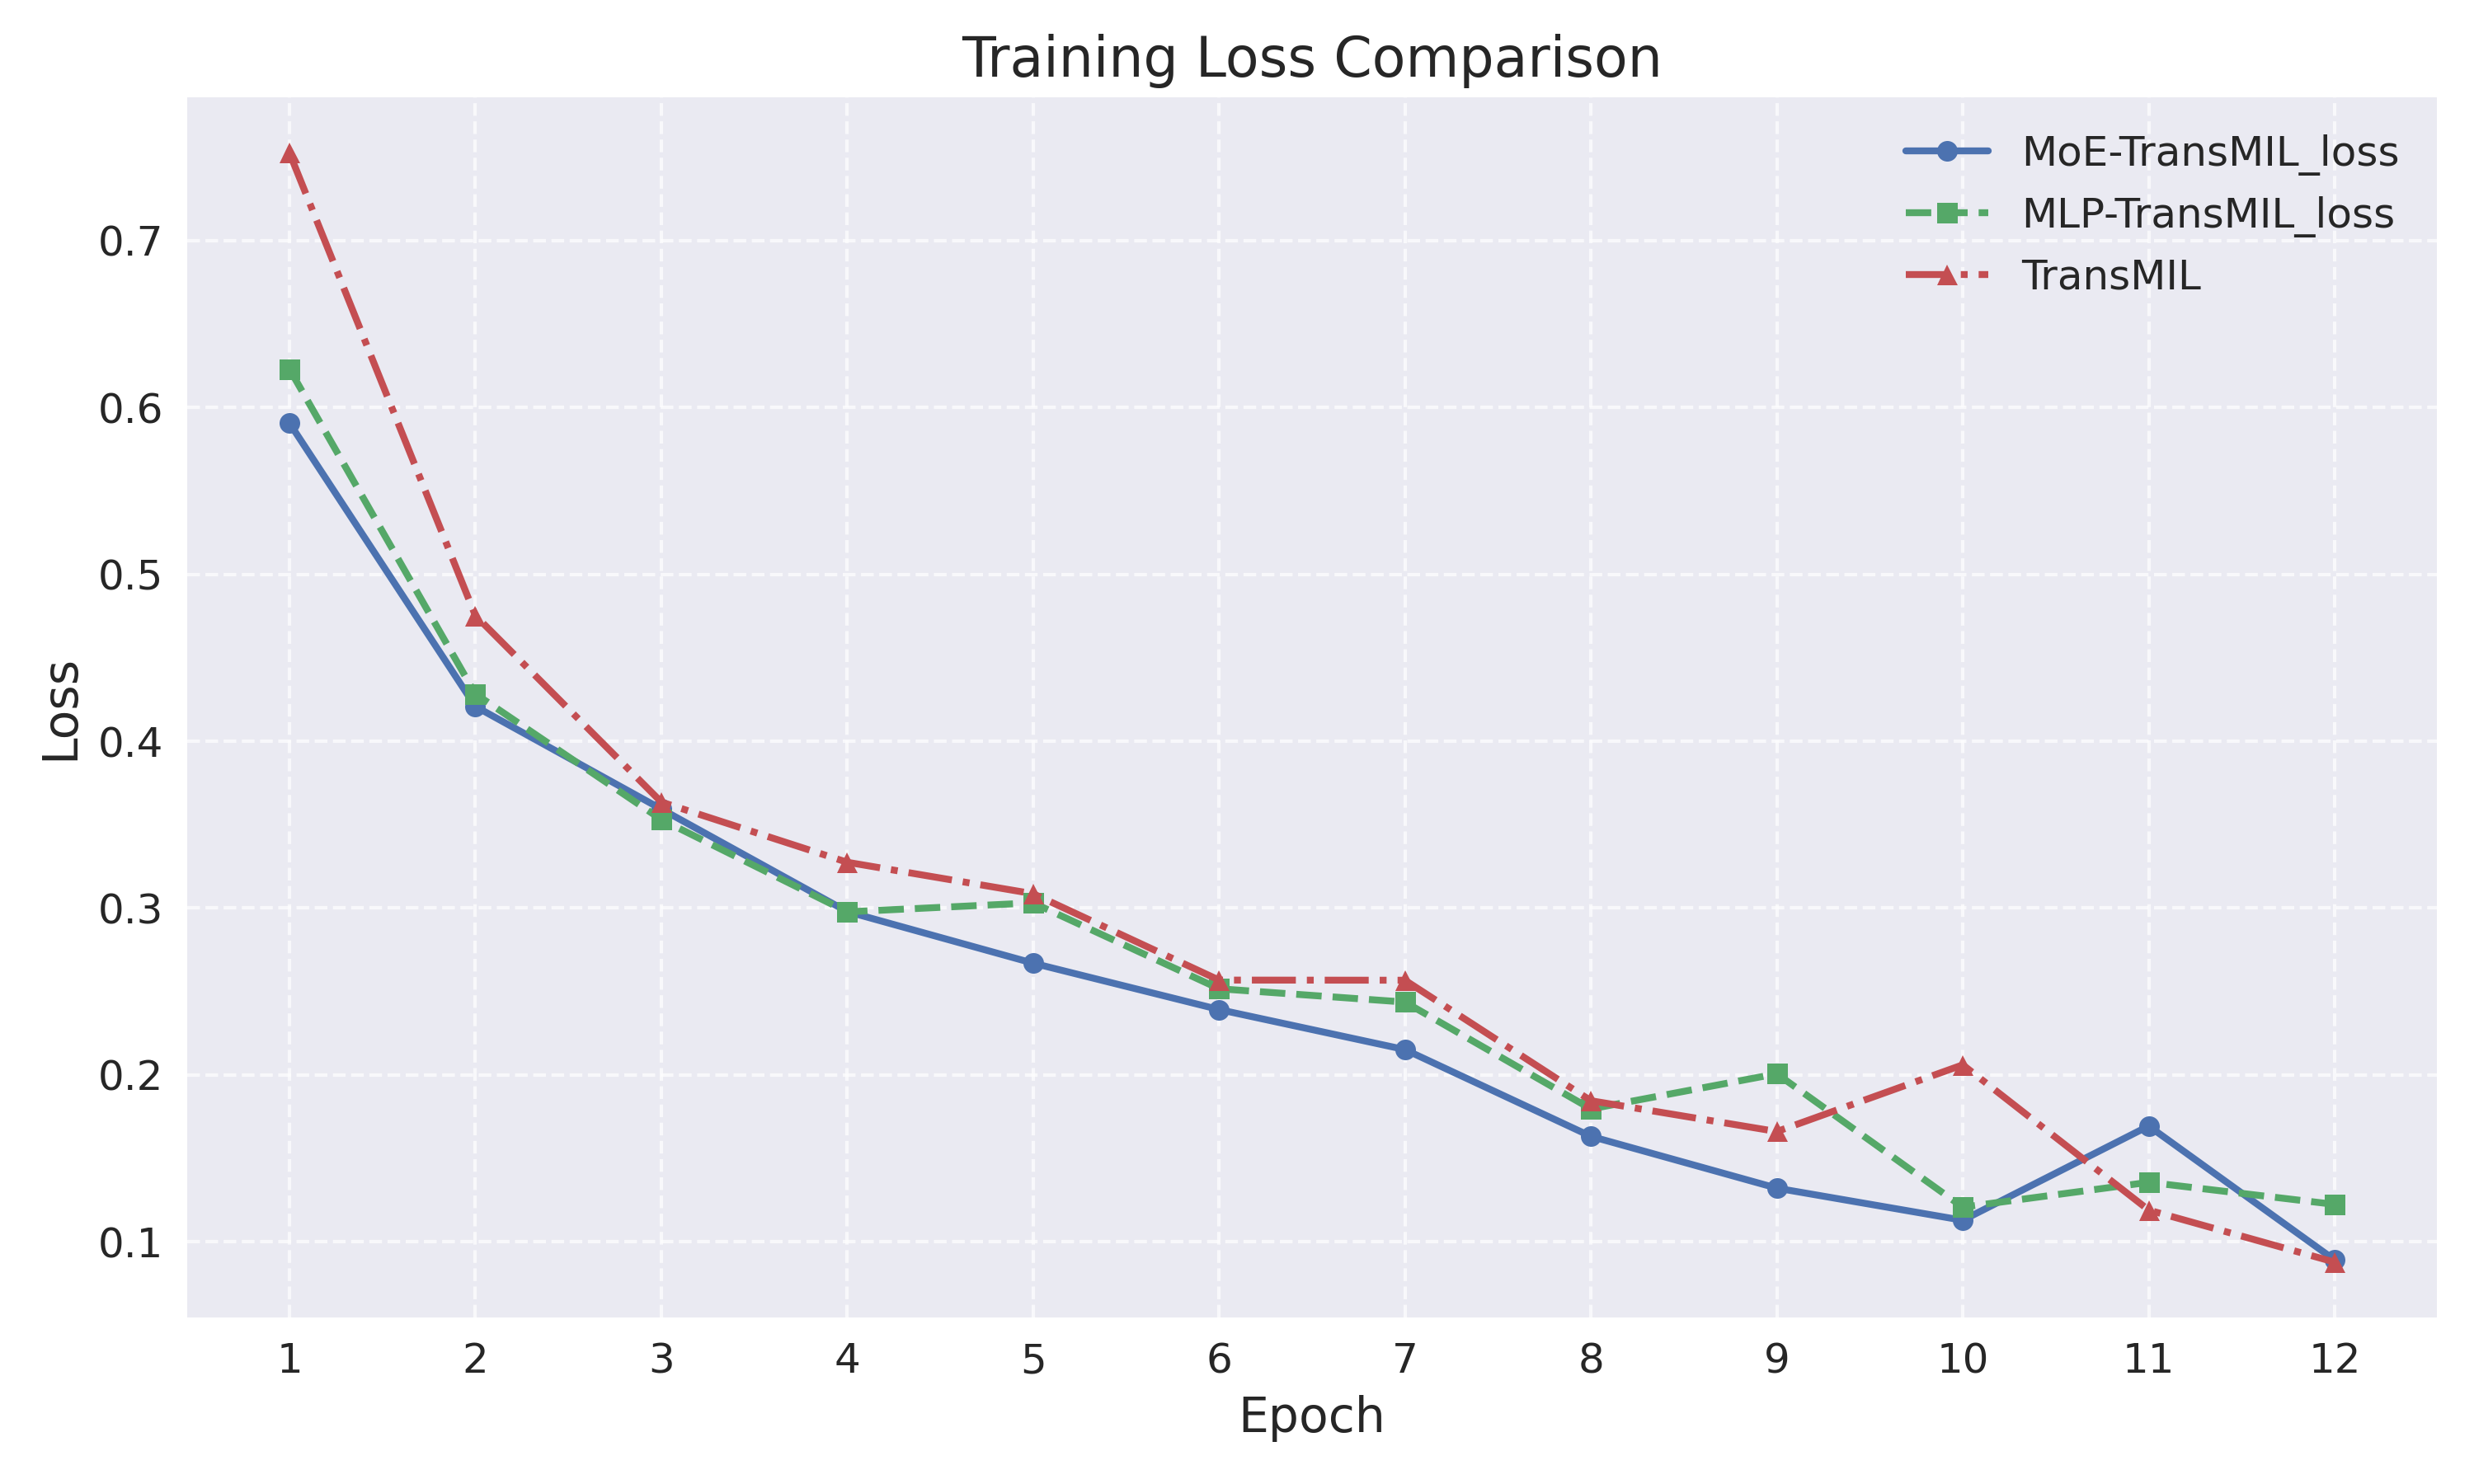 Training Loss Comparison
MoE-TransMIL_loss
MLP-TransMIL_loss
TransMIL
Loss
0.7
0.6
0.5
0.4
0.3
0.2
0.1
1 2 3 4 5 6 7 8 9 10 11 12
Epoch